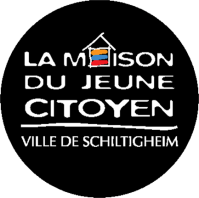 LA MAISON
DU JEUNE
CITOYEN
VILLE DE SCHILTIGHEIM